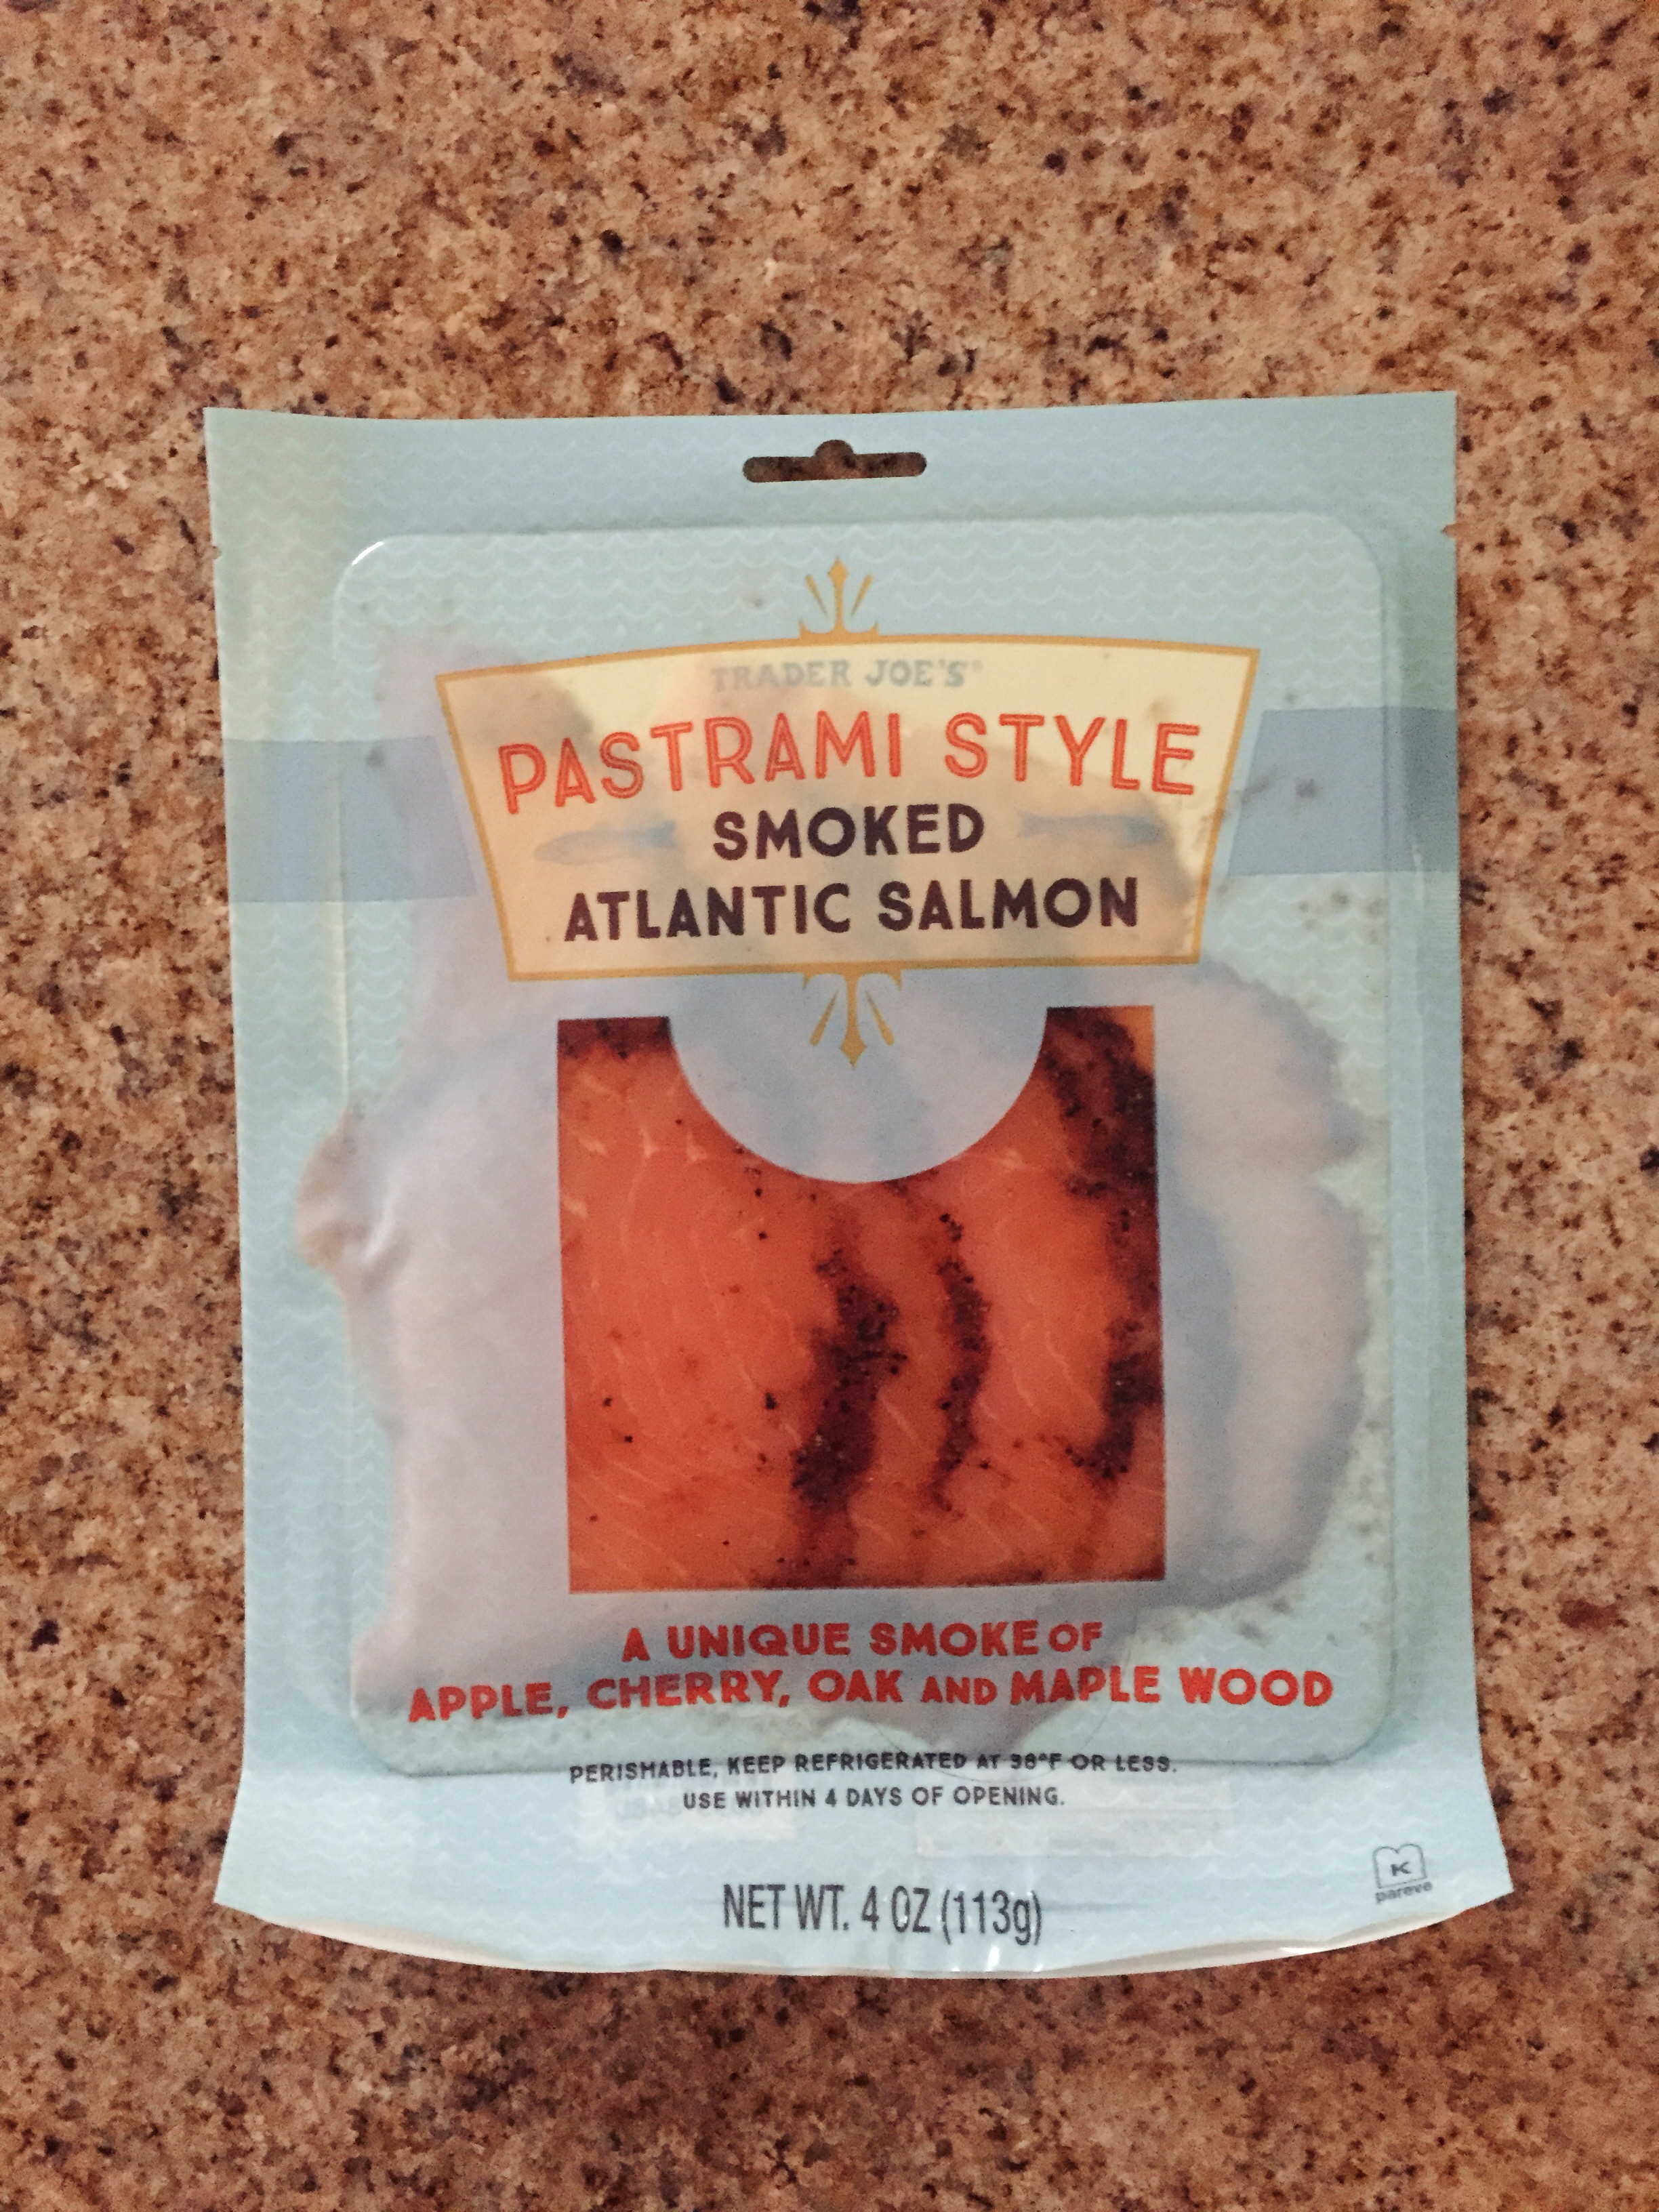 TRADER JOE'S®
PASTRAMI STYLE
SMOKED
ATLANTIC SALMON
A UNIQUE SMOKE OF
APPLE, CHERRY, OAK AND MAPLE WOOD
PERISHABLE, KEEP REFRIGERATED AT 38°F OR LESS.
USE WITHIN 4 DAYS OF OPENING.
NET WT. 4 OZ (113g)
K
pareve